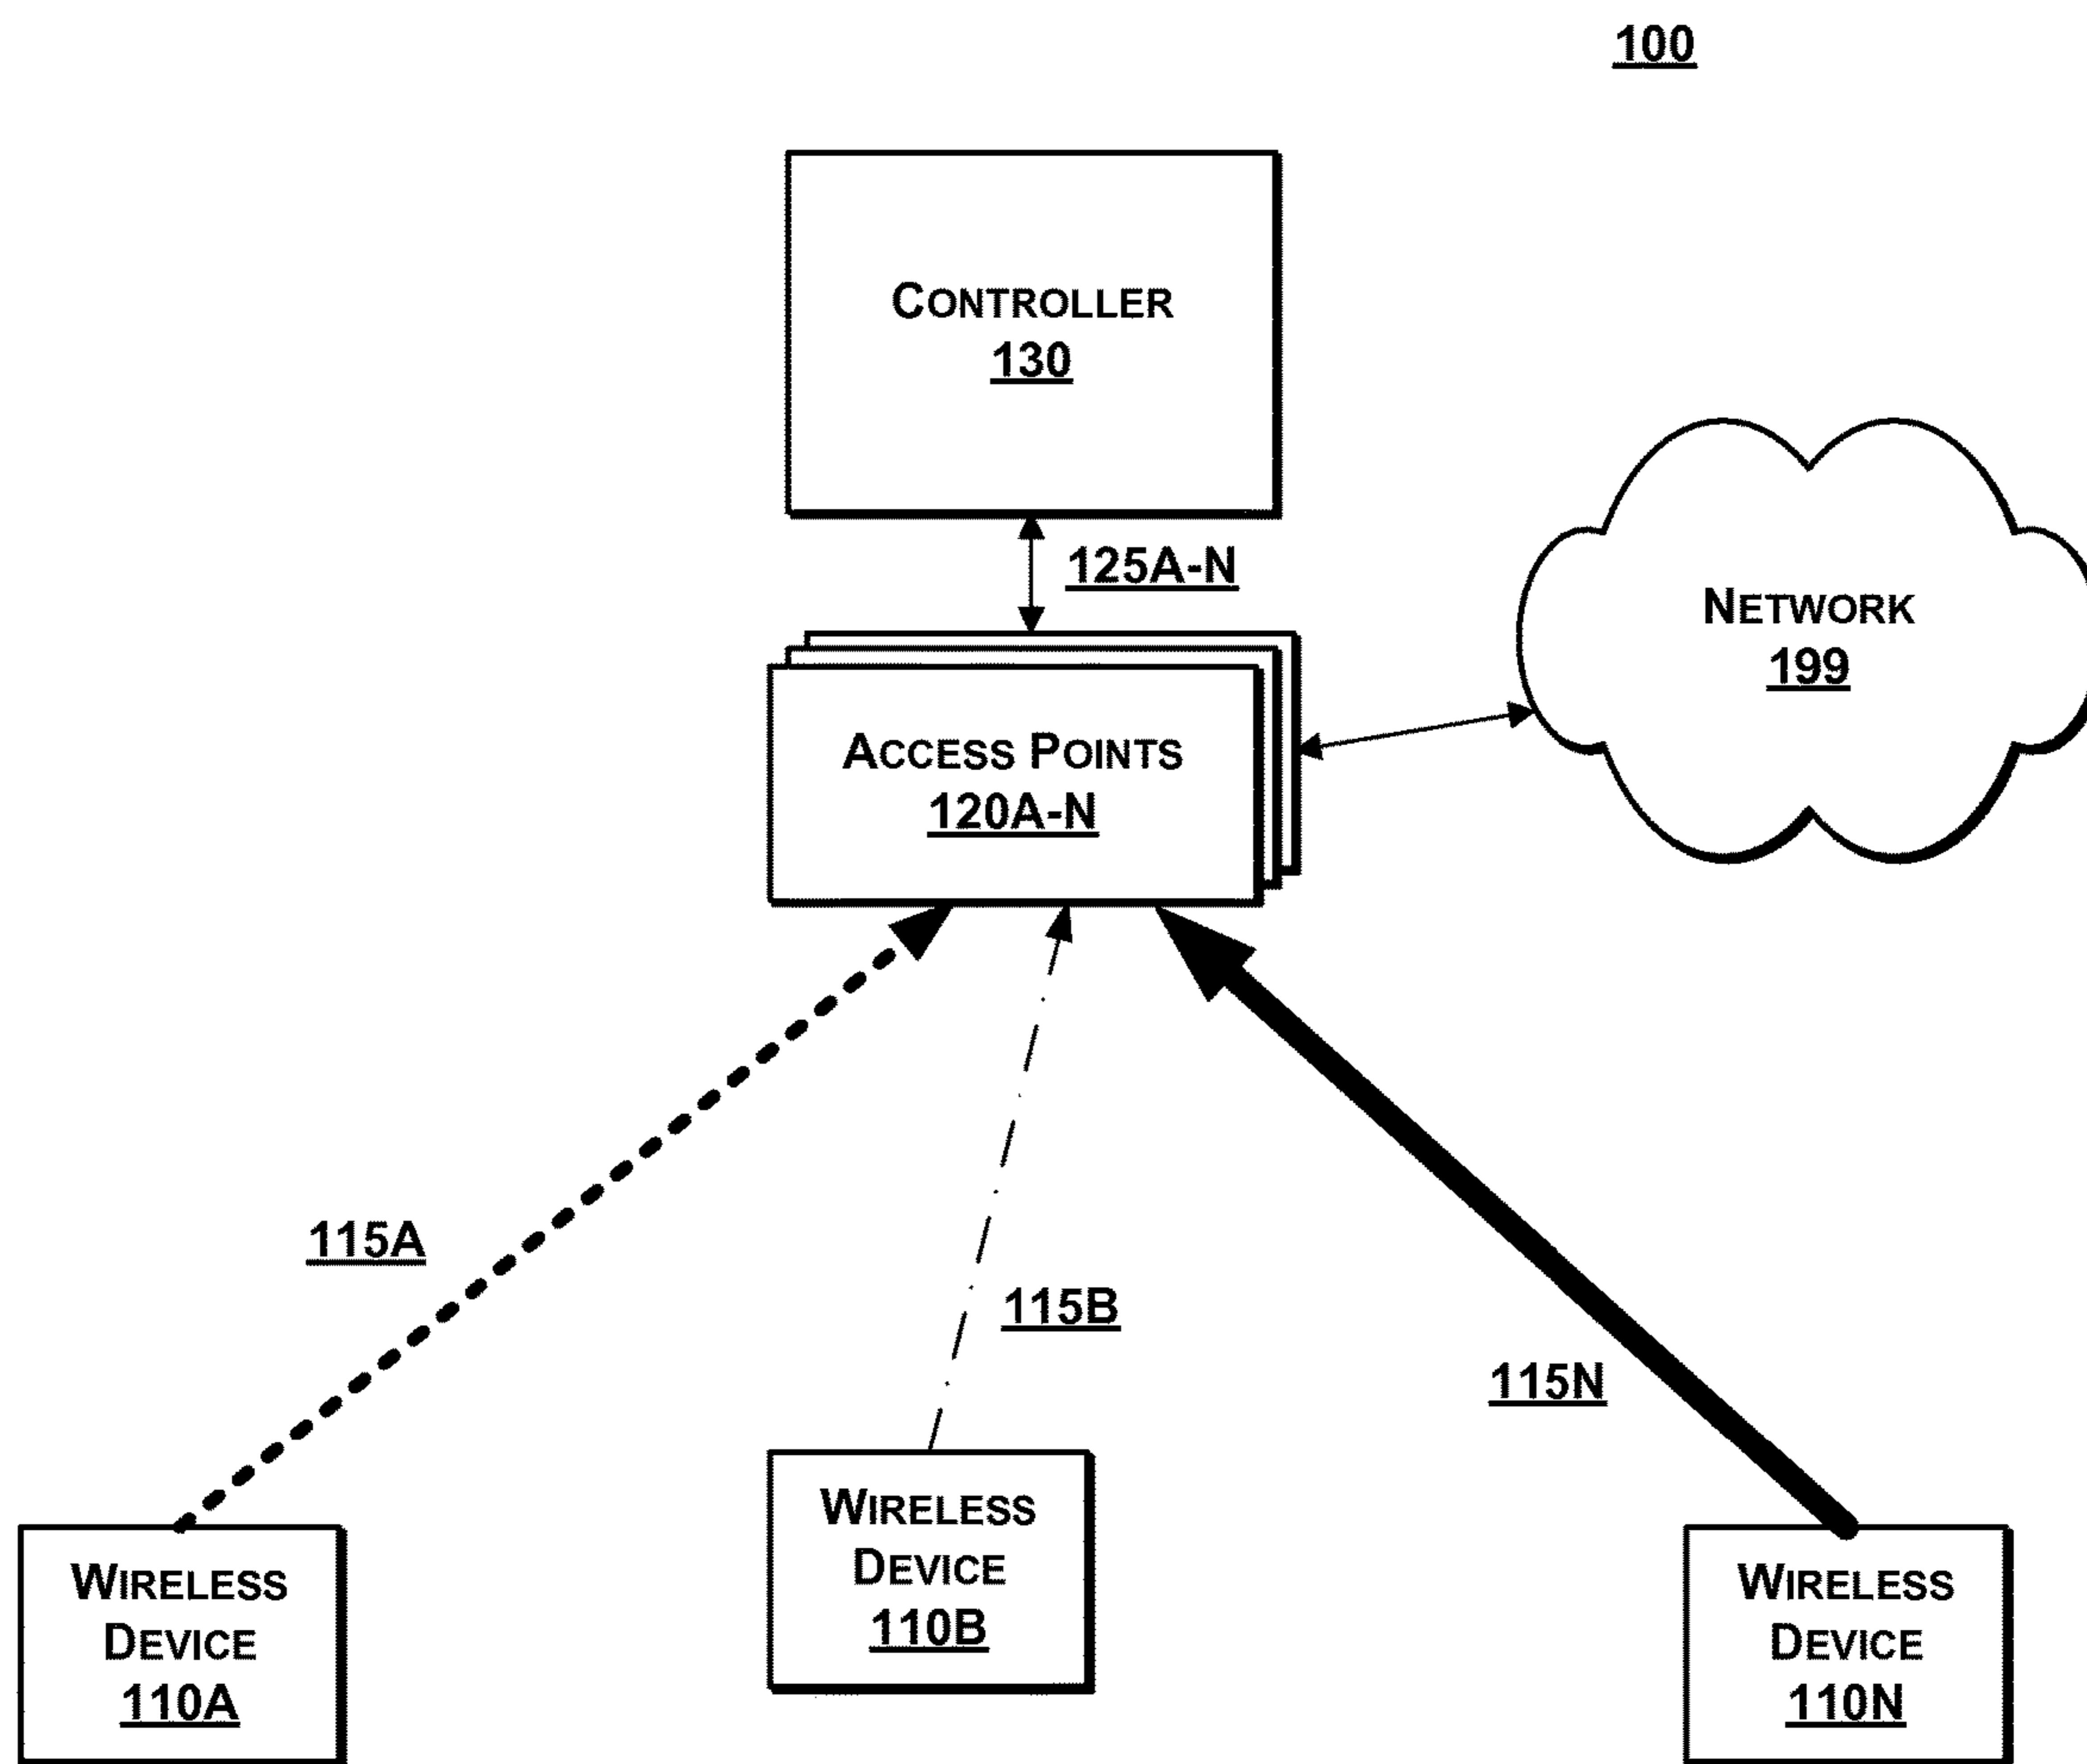 100
CONTROLLER
130
125A-N
NETWORK
199
ACCESS POINTS
120A-N
115A
115B
115N
WIRELESS
DEVICE
110A
WIRELESS
DEVICE
110B
WIRELESS
DEVICE
110N